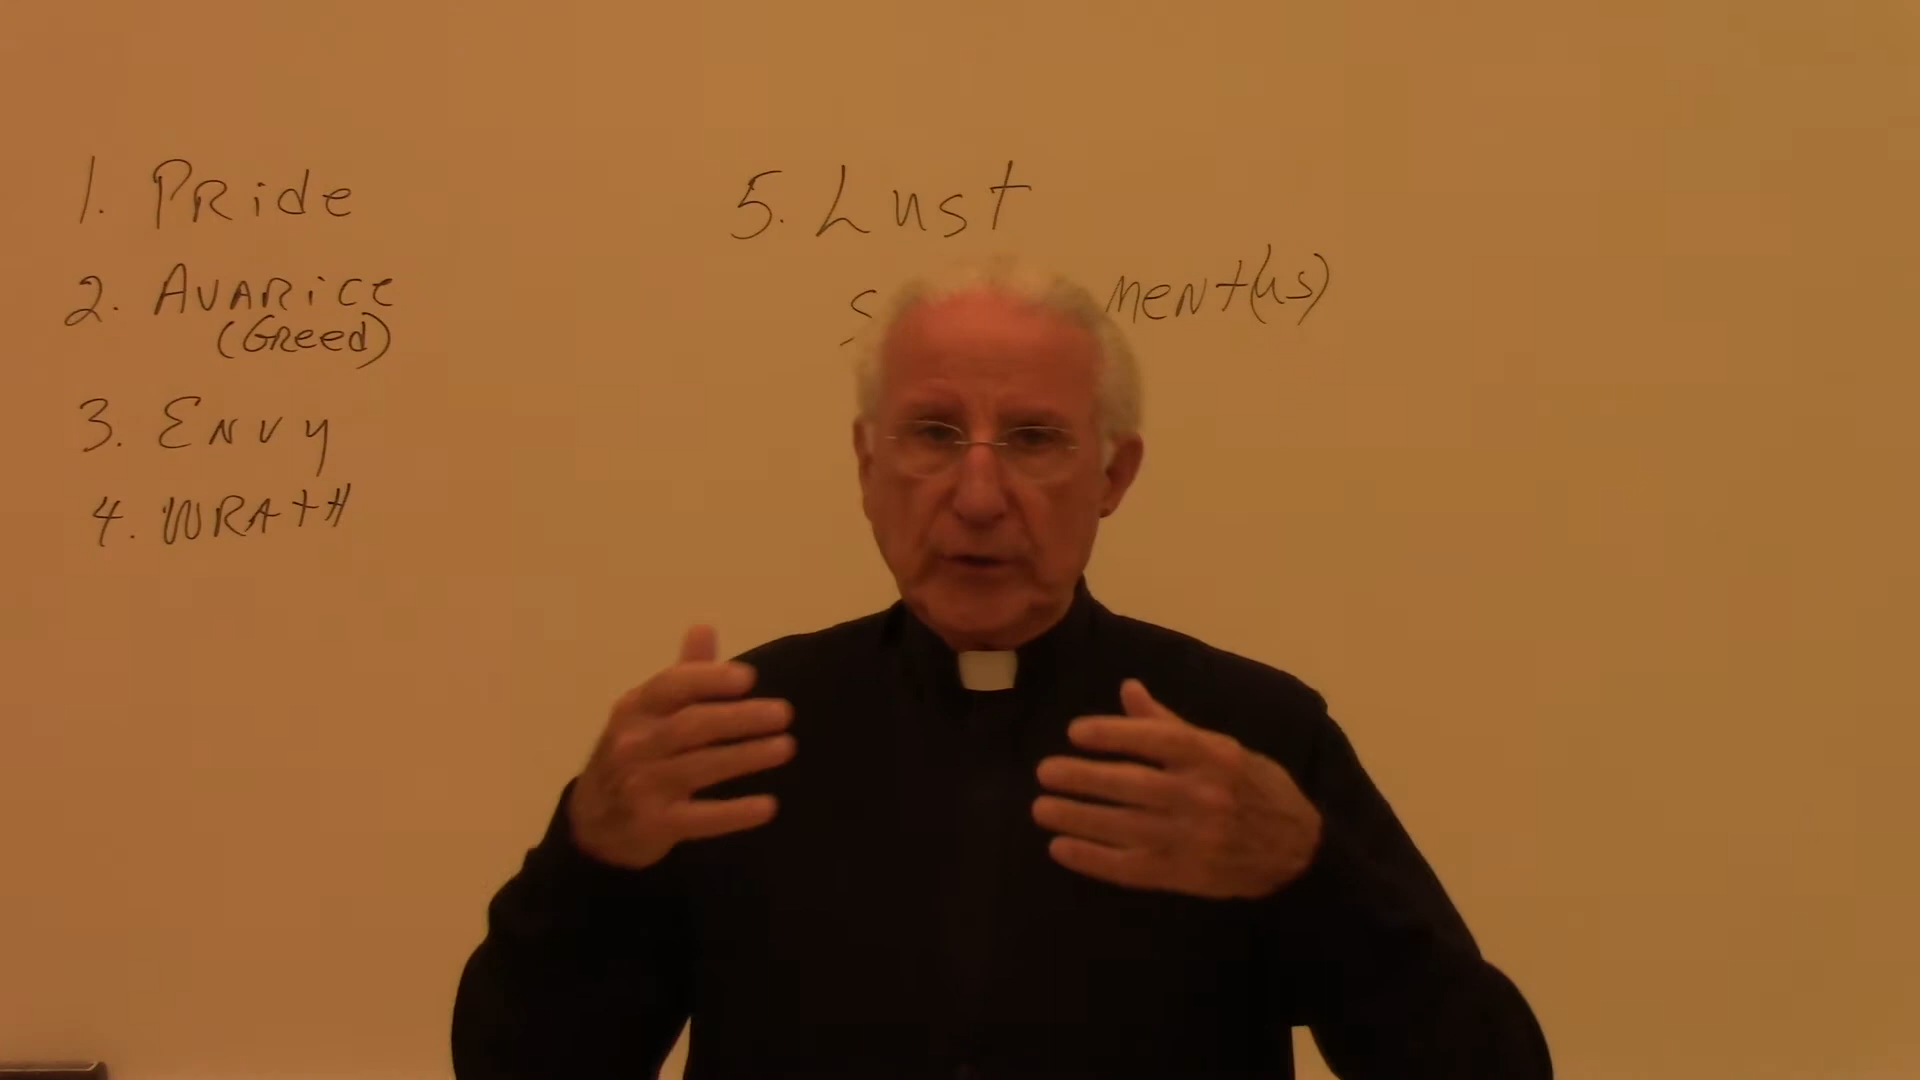 1. PRide
2. AVARice
(GReed)
3. ENVy
4. WRAtH
5. Lust